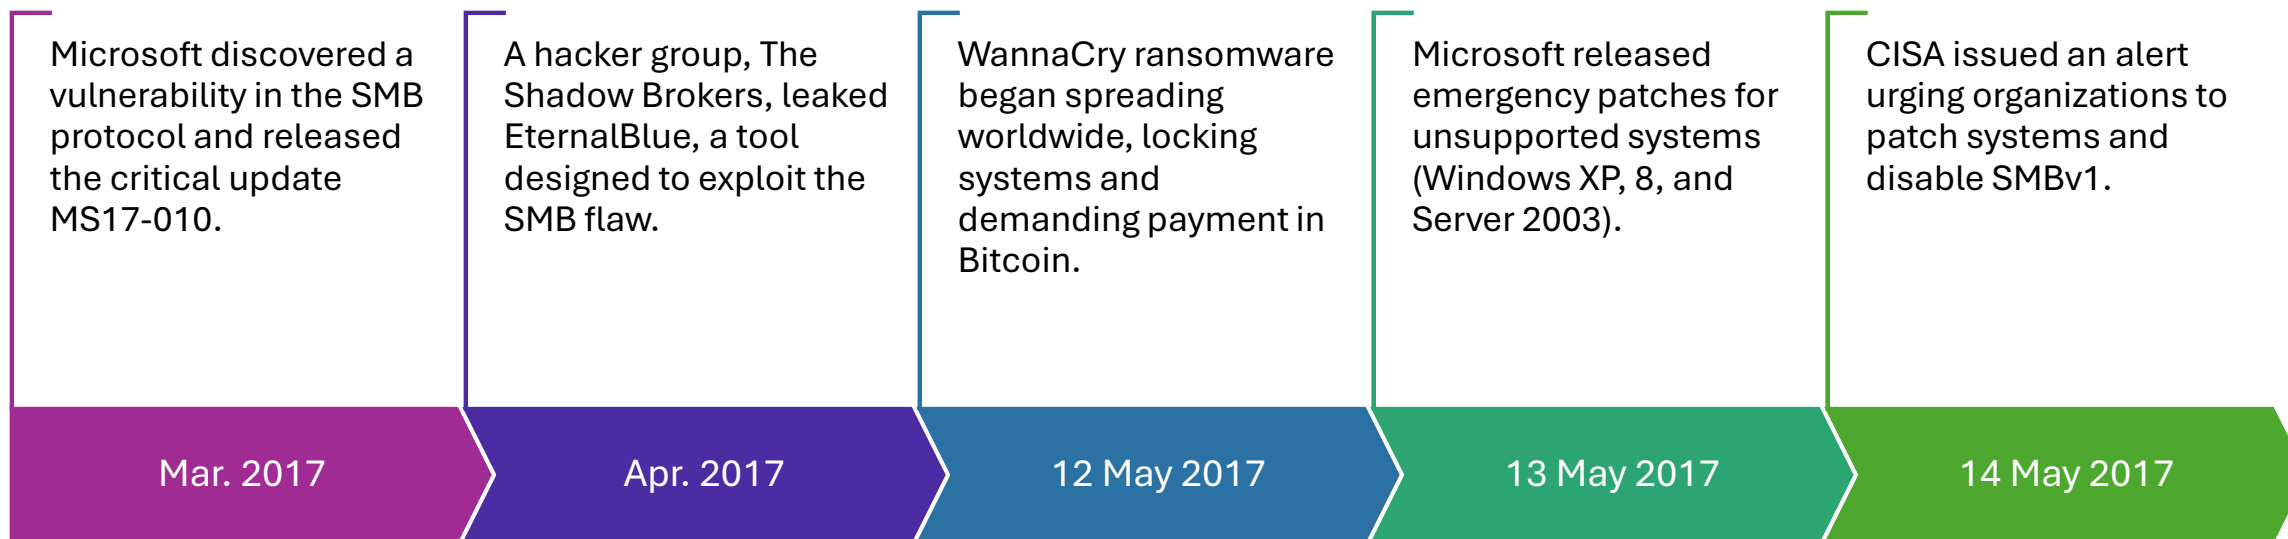 Microsoft discovered a
vulnerability in the SMB
protocol and released
the critical update
MS17-010.
A hacker group, The
Shadow Brokers, leaked
EternalBlue, a tool
designed to exploit the
SMB flaw.
WannaCry ransomware
began spreading
worldwide, locking
systems and
demanding payment in
Bitcoin.
Microsoft released
emergency patches for
unsupported systems
(Windows XP, 8, and
Server 2003).
CISA issued an alert
urging organizations to
patch systems and
disable SMBv1.
Mar. 2017
Apr. 2017
12 May 2017
13 May 2017
14 May 2017